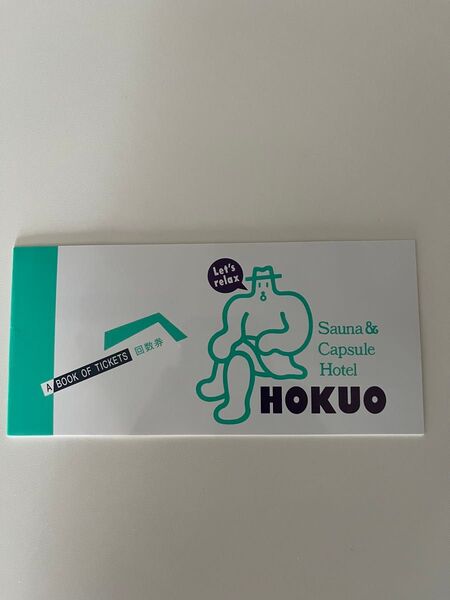 A BOOK OF TICKETS 回数券
Let's
relax
Sauna &
Capsule
Hotel
HOKUO